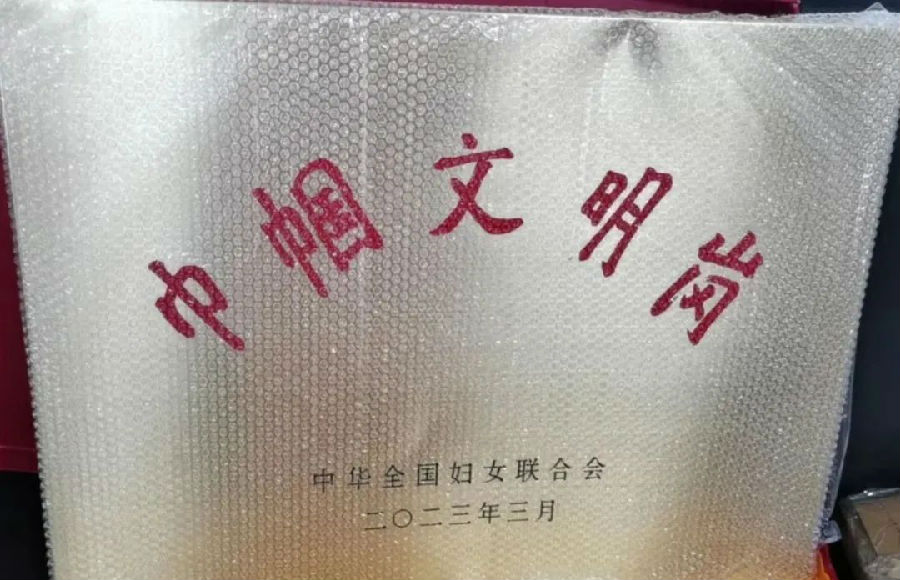 巾帼文明岗
中华全国妇女联合会
二〇二三年三月